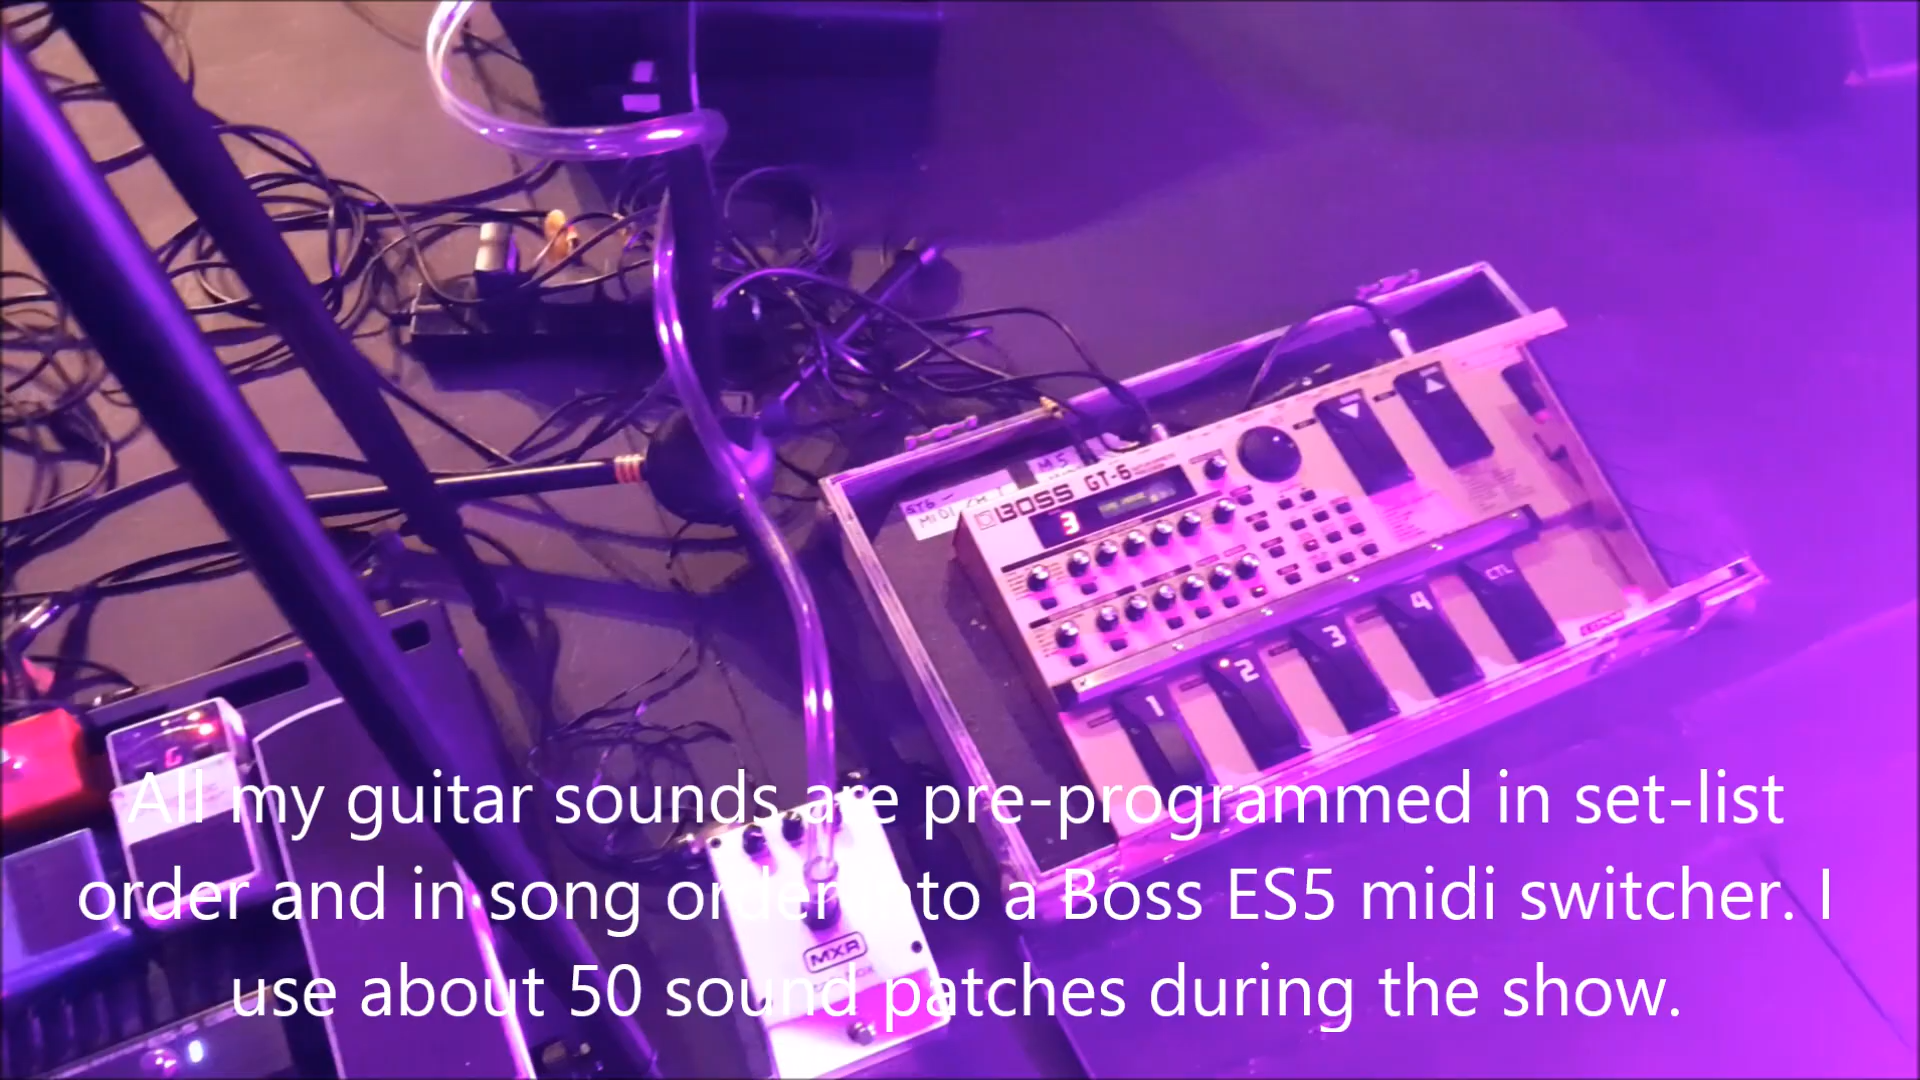 M5
BOSS GT-6
MIDI
3
1
2
3
4
CTL
MXR
All my guitar sounds are pre-programmed in set-list
order and in song order into a Boss ES5 midi switcher. I
use about 50 sound patches during the show.